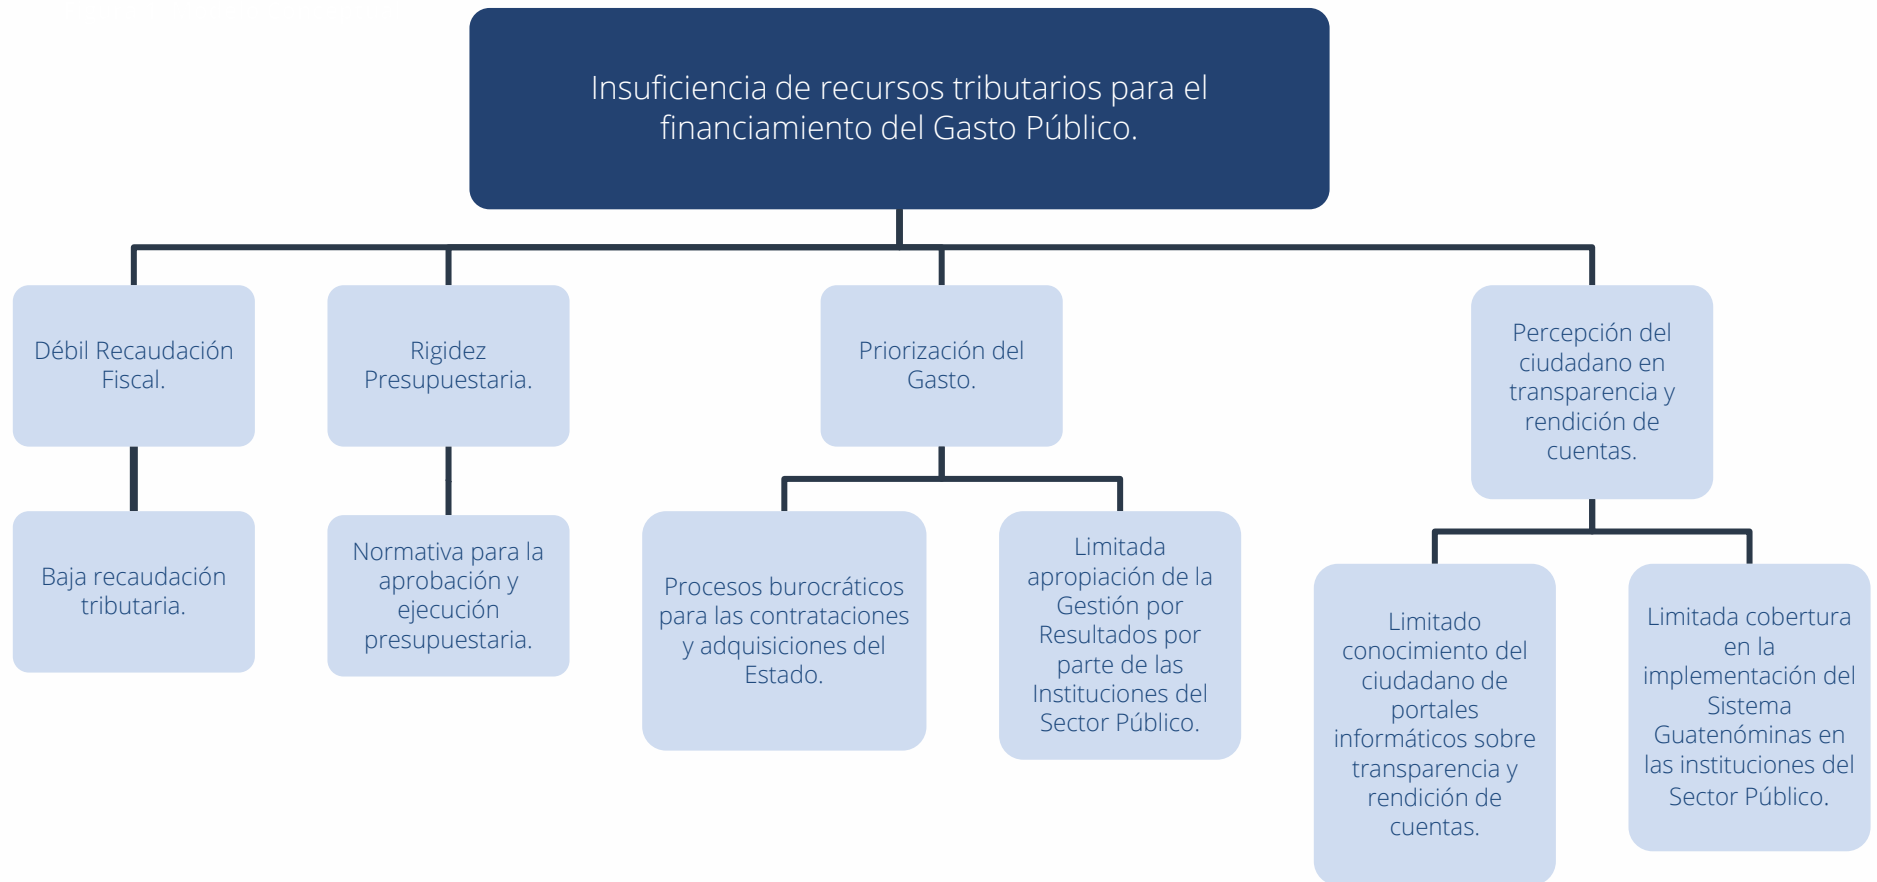 Insuficiencia de recursos tributarios para el
financiamiento del Gasto Público.
Débil Recaudación
Fiscal.
Rigidez
Presupuestaria.
Priorización del
Gasto.
Percepción del
ciudadano en
transparencia y
rendición de
cuentas.
Baja recaudación
tributaria.
Normativa para la
aprobación y
ejecución
presupuestaria.
Procesos burocráticos
para las contrataciones
y adquisiciones del
Estado.
Limitada
apropiación de la
Gestión por
Resultados por
parte de las
Instituciones del
Sector Público.
Limitado
conocimiento del
ciudadano de
portales
informáticos sobre
transparencia y
rendición de
cuentas.
Limitada cobertura
en la
implementación del
Sistema
Guatenóminas en
las instituciones del
Sector Público.